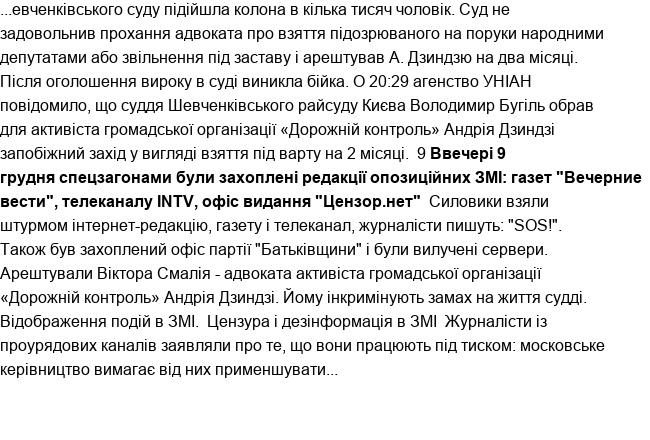 ...евченківського суду підійшла колона в кілька тисяч чоловік. Суд не
задовольнив прохання адвоката про взяття підозрюваного на поруки народними
депутатами або звільнення під заставу і арештував А. Дзиндзю на два місяці.
Після оголошення вироку в суді виникла бійка. О 20:29 агенство УНІАН
повідомило, що суддя Шевченківського райсуду Києва Володимир Бугіль обрав
для активіста громадської організації «Дорожній контроль» Андрія Дзиндзі
запобіжний захід у вигляді взяття під варту на 2 місяці.  9 Ввечері 9
грудня спецзагонами були захоплені редакції опозиційних ЗМІ: газет "Вечерние
вести", телеканалу INTV, офіс видання "Цензор.нет"  Силовики взяли
штурмом інтернет-редакцію, газету і телеканал, журналісти пишуть: "SOS!".
Також був захоплений офіс партії "Батьківщини" і були вилучені сервери.
Арештували Віктора Смалія - адвоката активіста громадської організації
«Дорожній контроль» Андрія Дзиндзі. Йому інкримінують замах на життя судді.
Відображення подій в ЗМІ.  Цензура і дезінформація в ЗМІ  Журналісти із
проурядових каналів заявляли про те, що вони працюють під тиском: московське
керівництво вимагає від них применшувати...